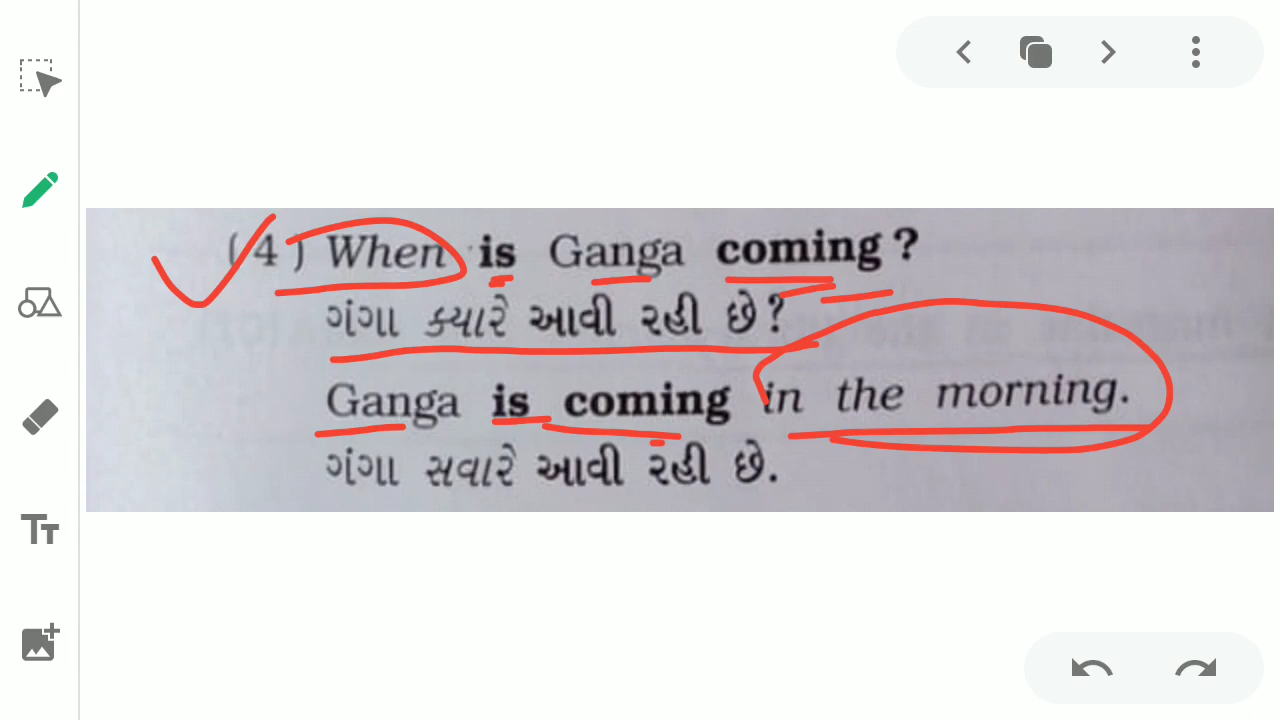 (4) When is Ganga coming?
ગંગા ક્યારે આવી રહી છે?
Ganga is coming in the morning.
ગંગા સવારે આવી રહી છે.